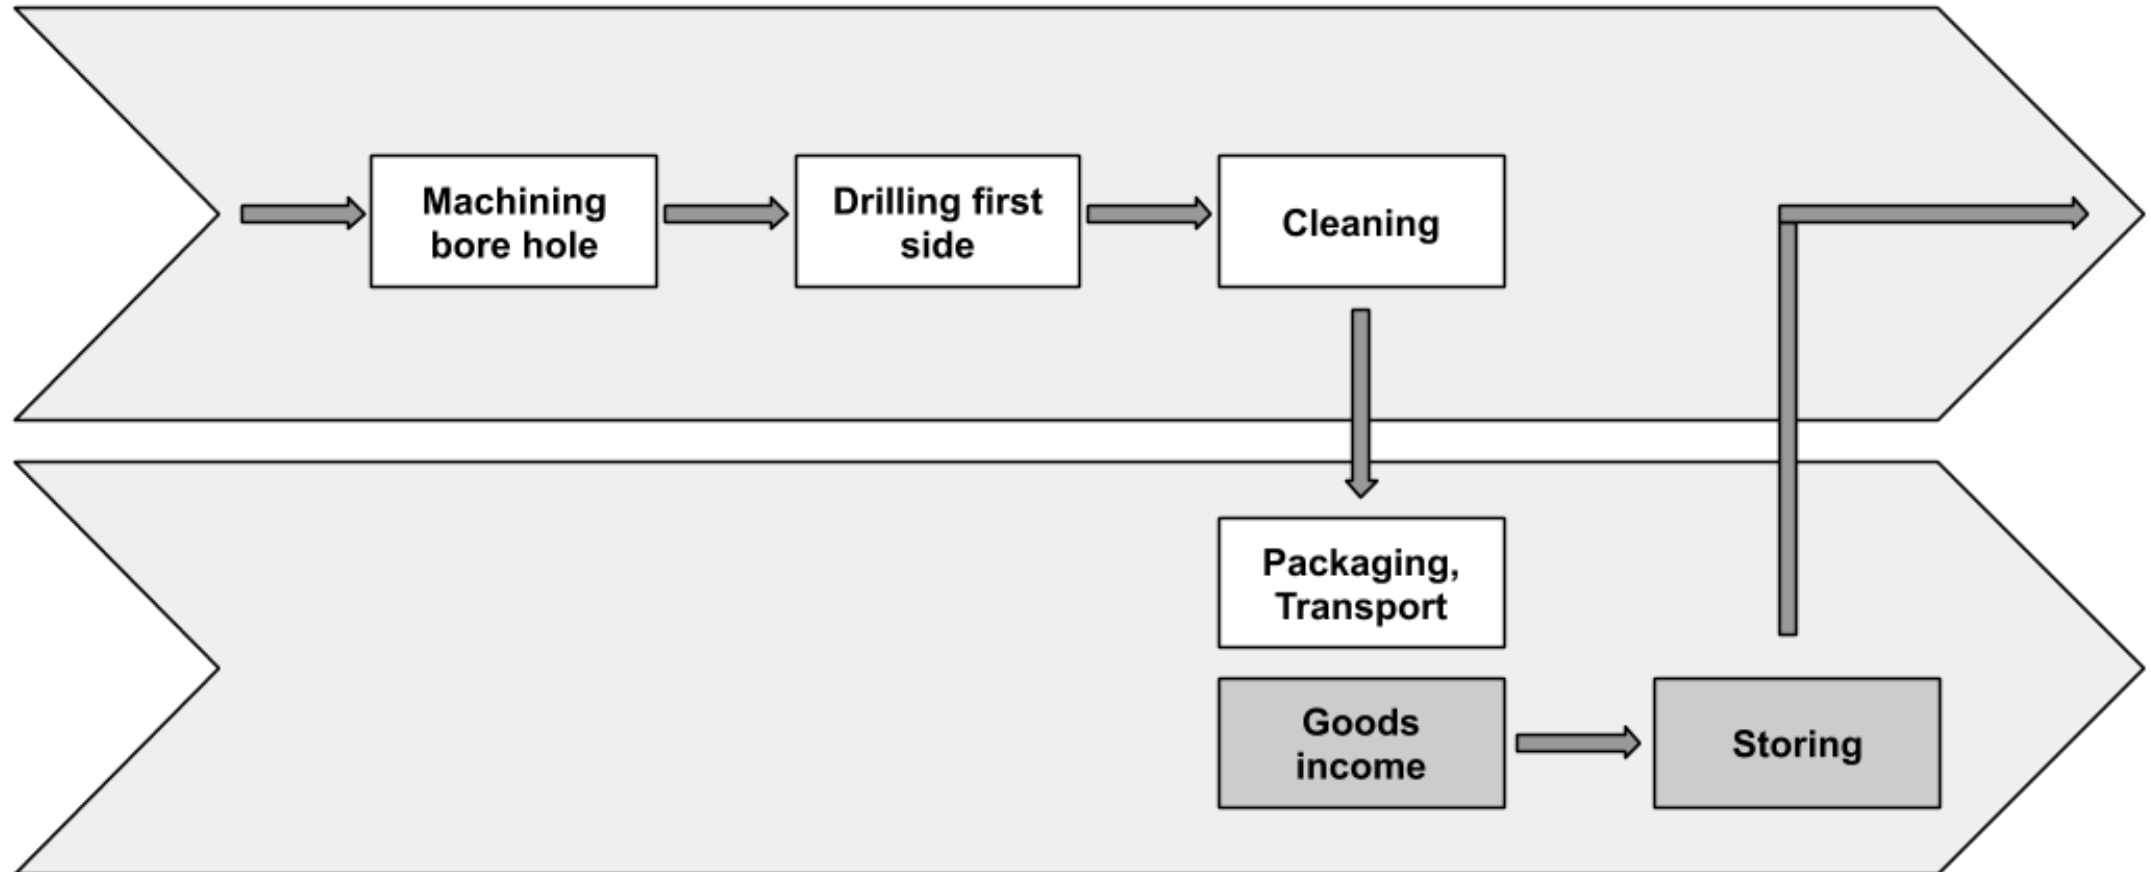 Machining
bore hole
Drilling first
side
Cleaning
Packaging,
Transport
Goods
income
Storing